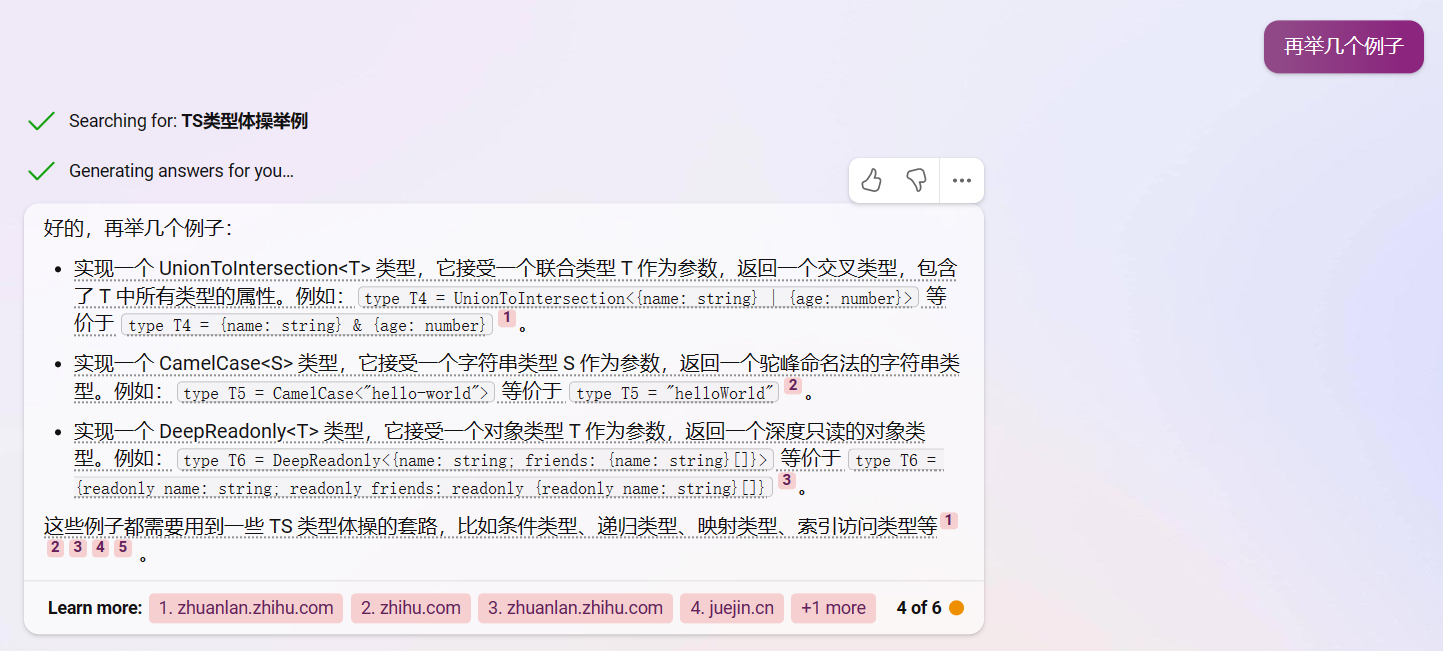 再举几个例子
Searching for: TS类型体操举例
Generating answers for you…
好的，再举几个例子：
• 实现一个 UnionToIntersection<T> 类型，它接受一个联合类型 T 作为参数，返回一个交叉类型，包含
了 T 中所有类型的属性。例如： type T4 = UnionToIntersection<{name: string} | {age: number}> 等
价于 type T4 = {name: string} & {age: number} 1 。
• 实现一个 CamelCase<S> 类型，它接受一个字符串类型 S 作为参数，返回一个驼峰命名法的字符串类
型。例如： type T5 = CamelCase<"hello-world"> 等价于 type T5 = "helloWorld" 2 。
• 实现一个 DeepReadonly<T> 类型，它接受一个对象类型 T 作为参数，返回一个深度只读的对象类
型。例如： type T6 = DeepReadonly<{name: string; friends: {name: string}[]}> 等价于 type T6 =
{readonly name: string; readonly friends: readonly {readonly name: string}[]} 3 。
这些例子都需要用到一些 TS 类型体操的套路，比如条件类型、递归类型、映射类型、索引访问类型等 1
2 3 4 5 。
Learn more: 1. zhuanlan.zhihu.com 2. zhihu.com 3. zhuanlan.zhihu.com 4. juejin.cn +1 more 4 of 6